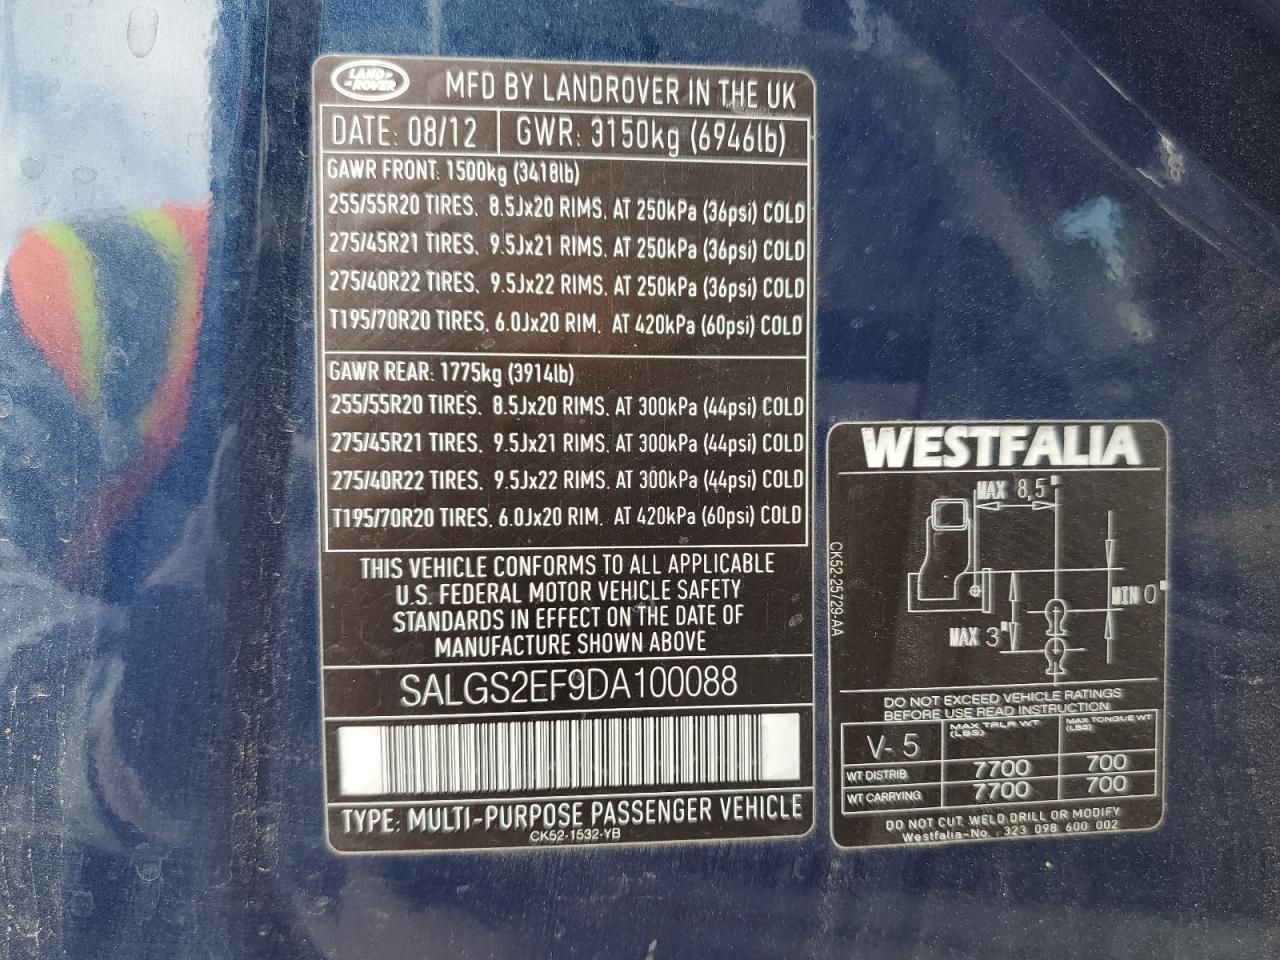 LAND ROVER MFD BY LANDROVER IN THE UK
DATE: 08/12 GWR: 3150kg (6946lb)
GAWR FRONT: 1500kg (3418lb)
255/55R20 TIRES. 8.5Jx20 RIMS. AT 250kPa (36psi) COLD
275/45R21 TIRES. 9.5Jx21 RIMS. AT 250kPa (36psi) COLD
275/40R22 TIRES. 9.5Jx22 RIMS. AT 250kPa (36psi) COLD
T195/70R20 TIRES. 6.0Jx20 RIM. AT 420kPa (60psi) COLD
GAWR REAR: 1775kg (3914lb)
255/55R20 TIRES. 8.5Jx20 RIMS. AT 300kPa (44psi) COLD
275/45R21 TIRES. 9.5Jx21 RIMS. AT 300kPa (44psi) COLD
275/40R22 TIRES. 9.5Jx22 RIMS. AT 300kPa (44psi) COLD
T195/70R20 TIRES. 6.0Jx20 RIM. AT 420kPa (60psi) COLD
THIS VEHICLE CONFORMS TO ALL APPLICABLE
U.S. FEDERAL MOTOR VEHICLE SAFETY
STANDARDS IN EFFECT ON THE DATE OF
MANUFACTURE SHOWN ABOVE
SALGS2EF9DA100088
TYPE: MULTI-PURPOSE PASSENGER VEHICLE
CK52-1532-YB
WESTFALIA
MAX 8,5"
MIN 0"
MAX 3"
CK52-25729-AA
DO NOT EXCEED VEHICLE RATINGS
BEFORE USE READ INSTRUCTION
V- 5 MAX TRLR WT (LBS) MAX TONGUE WT (LBS)
WT DISTRIB 7700 700
WT CARRYING 7700 700
DO NOT CUT, WELD, DRILL OR MODIFY
Westfalia-No.: 323 098 600 002